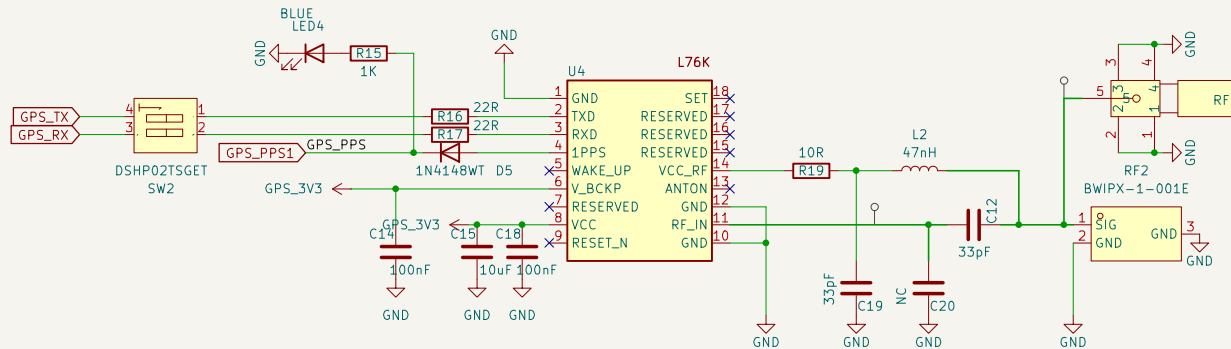 BLUE
LED4
GND
R15
1K
GND
GPS_TX
GPS_RX
4
3
1
2
DSHP02TSGET
SW2
22R
R16
22R
R17
GPS_PPS1
GPS_PPS
1N4148WT D5
GPS_3V3
GPS_3V3
C14
100nF
GND
C15
10uF
GND
C18
100nF
GND
U4
L76K
1 GND
2 TXD
3 RXD
4 1PPS
5 WAKE_UP
6 V_BCKP
7 RESERVED
8 VCC
9 RESET_N
SET 18
RESERVED 17
RESERVED 16
RESERVED 15
VCC_RF 14
ANTON 13
GND 12
RF_IN 11
GND 10
10R
R19
L2
47nH
C12
33pF
33pF
C19
NC
C20
GND
GND
GND
GND
3
4
GND
5
3
4
5
2
1
RF
2
1
GND
RF2
BWIPX-1-001E
1 SIG
2 GND
GND 3
GND